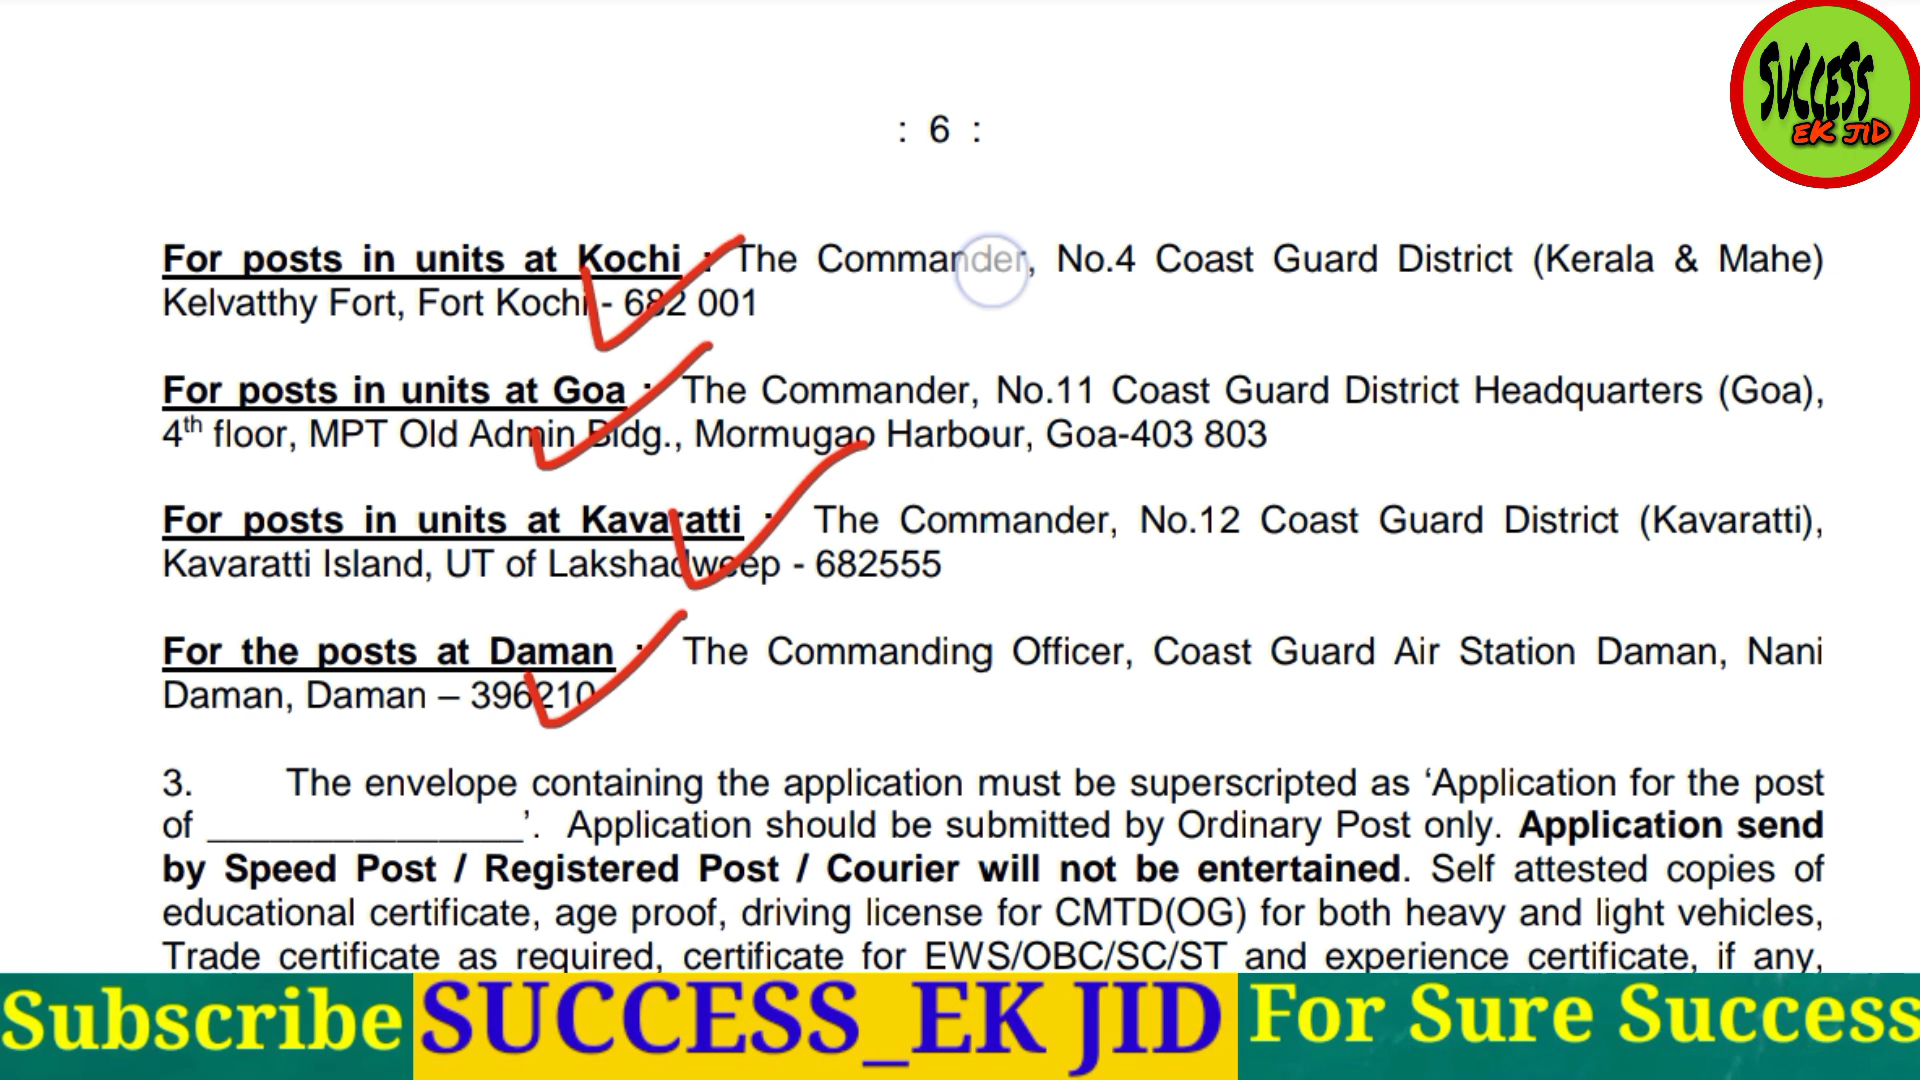 SUCCESS
EK JID
: 6 :
For posts in units at Kochi : The Commander, No.4 Coast Guard District (Kerala & Mahe)
Kelvatthy Fort, Fort Kochi - 682 001
For posts in units at Goa : The Commander, No.11 Coast Guard District Headquarters (Goa),
4th floor, MPT Old Admin Bldg., Mormugao Harbour, Goa-403 803
For posts in units at Kavaratti : The Commander, No.12 Coast Guard District (Kavaratti),
Kavaratti Island, UT of Lakshadweep - 682555
For the posts at Daman : The Commanding Officer, Coast Guard Air Station Daman, Nani
Daman, Daman – 396210
3. The envelope containing the application must be superscripted as ‘Application for the post
of _______________’. Application should be submitted by Ordinary Post only. Application send
by Speed Post / Registered Post / Courier will not be entertained. Self attested copies of
educational certificate, age proof, driving license for CMTD(OG) for both heavy and light vehicles,
Trade certificate as required, certificate for EWS/OBC/SC/ST and experience certificate, if any,
Subscribe SUCCESS_EK JID For Sure Success